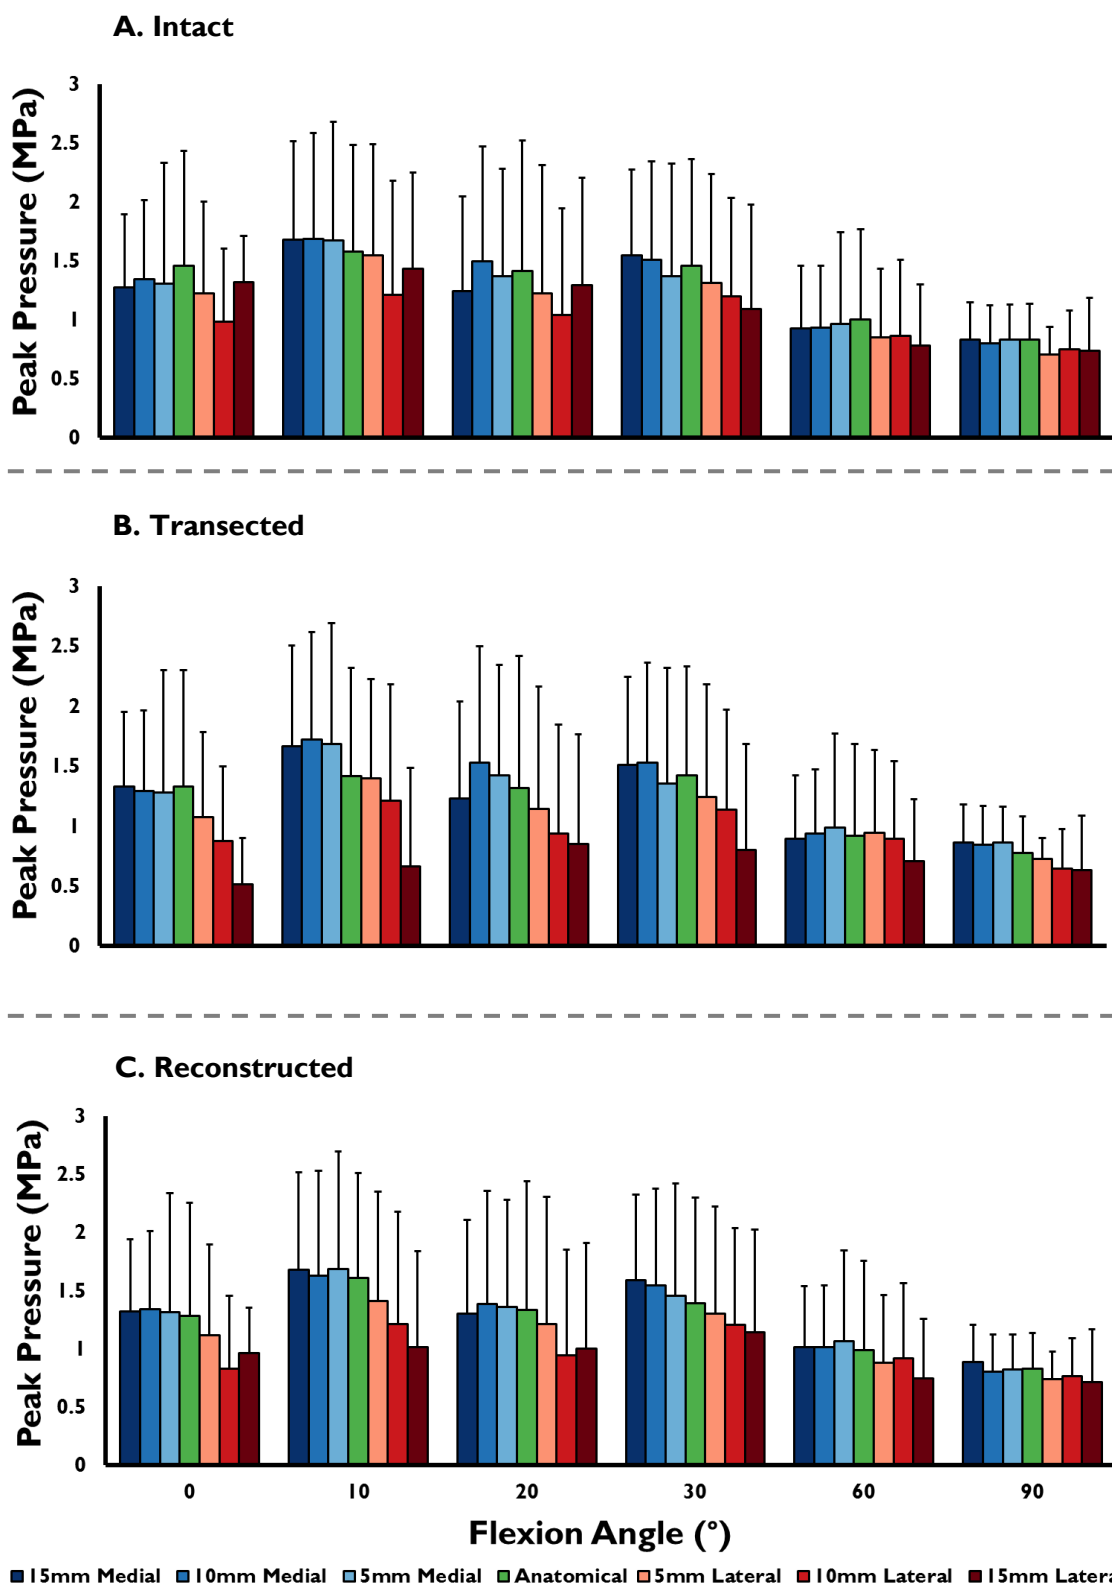 A. Intact
Peak Pressure (MPa)
3
2.5
2
1.5
1
0.5
0
B. Transected
Peak Pressure (MPa)
3
2.5
2
1.5
1
0.5
0
C. Reconstructed
Peak Pressure (MPa)
3
2.5
2
1.5
1
0.5
0
0 10 20 30 60 90
Flexion Angle (°)
15mm Medial 10mm Medial 5mm Medial Anatomical 5mm Lateral 10mm Lateral 15mm Latera